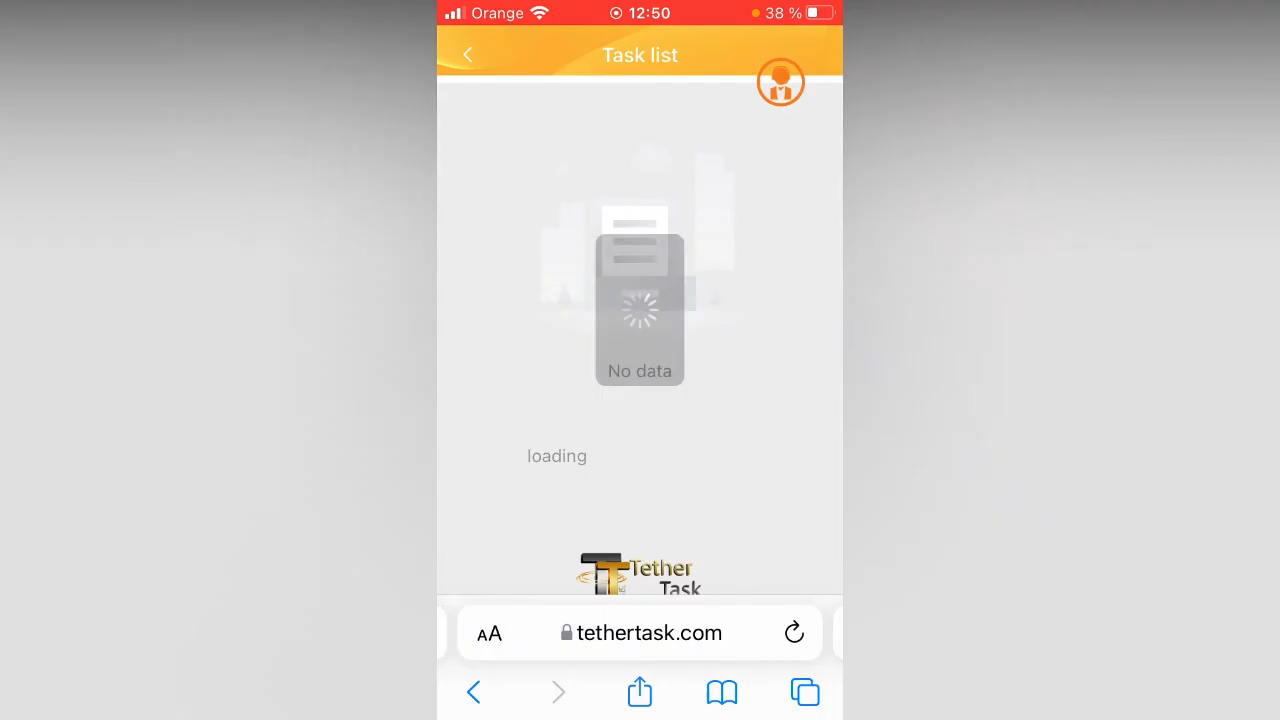 Orange 12:50 38 %
Task list
No data
loading
Tether
Task
AA tethertask.com